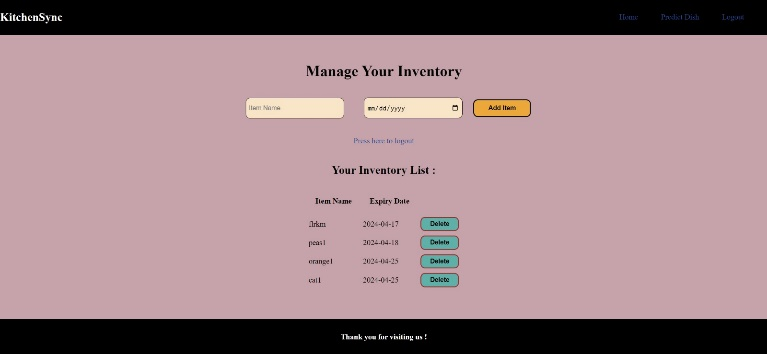 KitchenSync Home Predict Dish Logout
Manage Your Inventory
Item Name mm/dd/yyyy Add Item
Press here to logout
Your Inventory List :
Item Name Expiry Date
2024-04-17 Delete
peas1 2024-04-18 Delete
orange1 2024-04-25 Delete
cat1 2024-04-25 Delete
Thank you for visiting us !